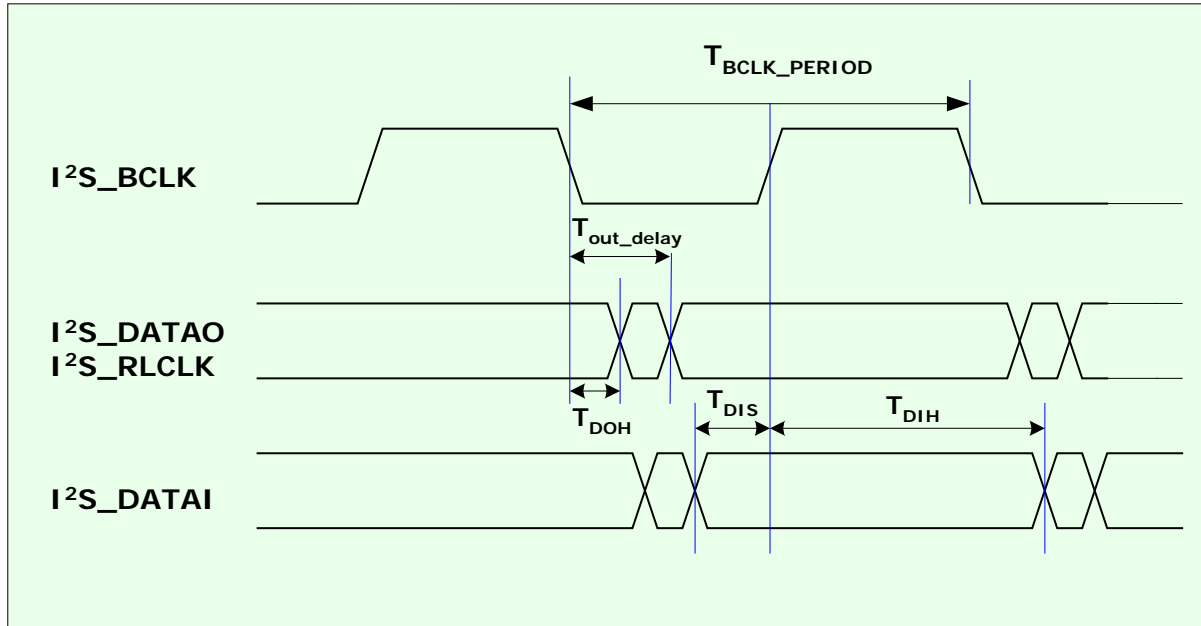 T_BCLK_PERIOD
I²S_BCLK
T_out_delay
I²S_DATAO
I²S_RLCLK
T_DOH
T_DIS
T_DIH
I²S_DATAI